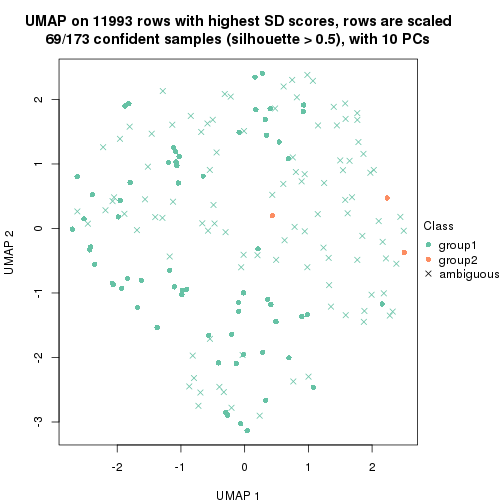 UMAP on 11993 rows with highest SD scores, rows are scaled
69/173 confident samples (silhouette > 0.5), with 10 PCs
2
1
0
-1
-2
-3
UMAP 2
-2
-1
0
1
2
UMAP 1
Class
group1
group2
ambiguous